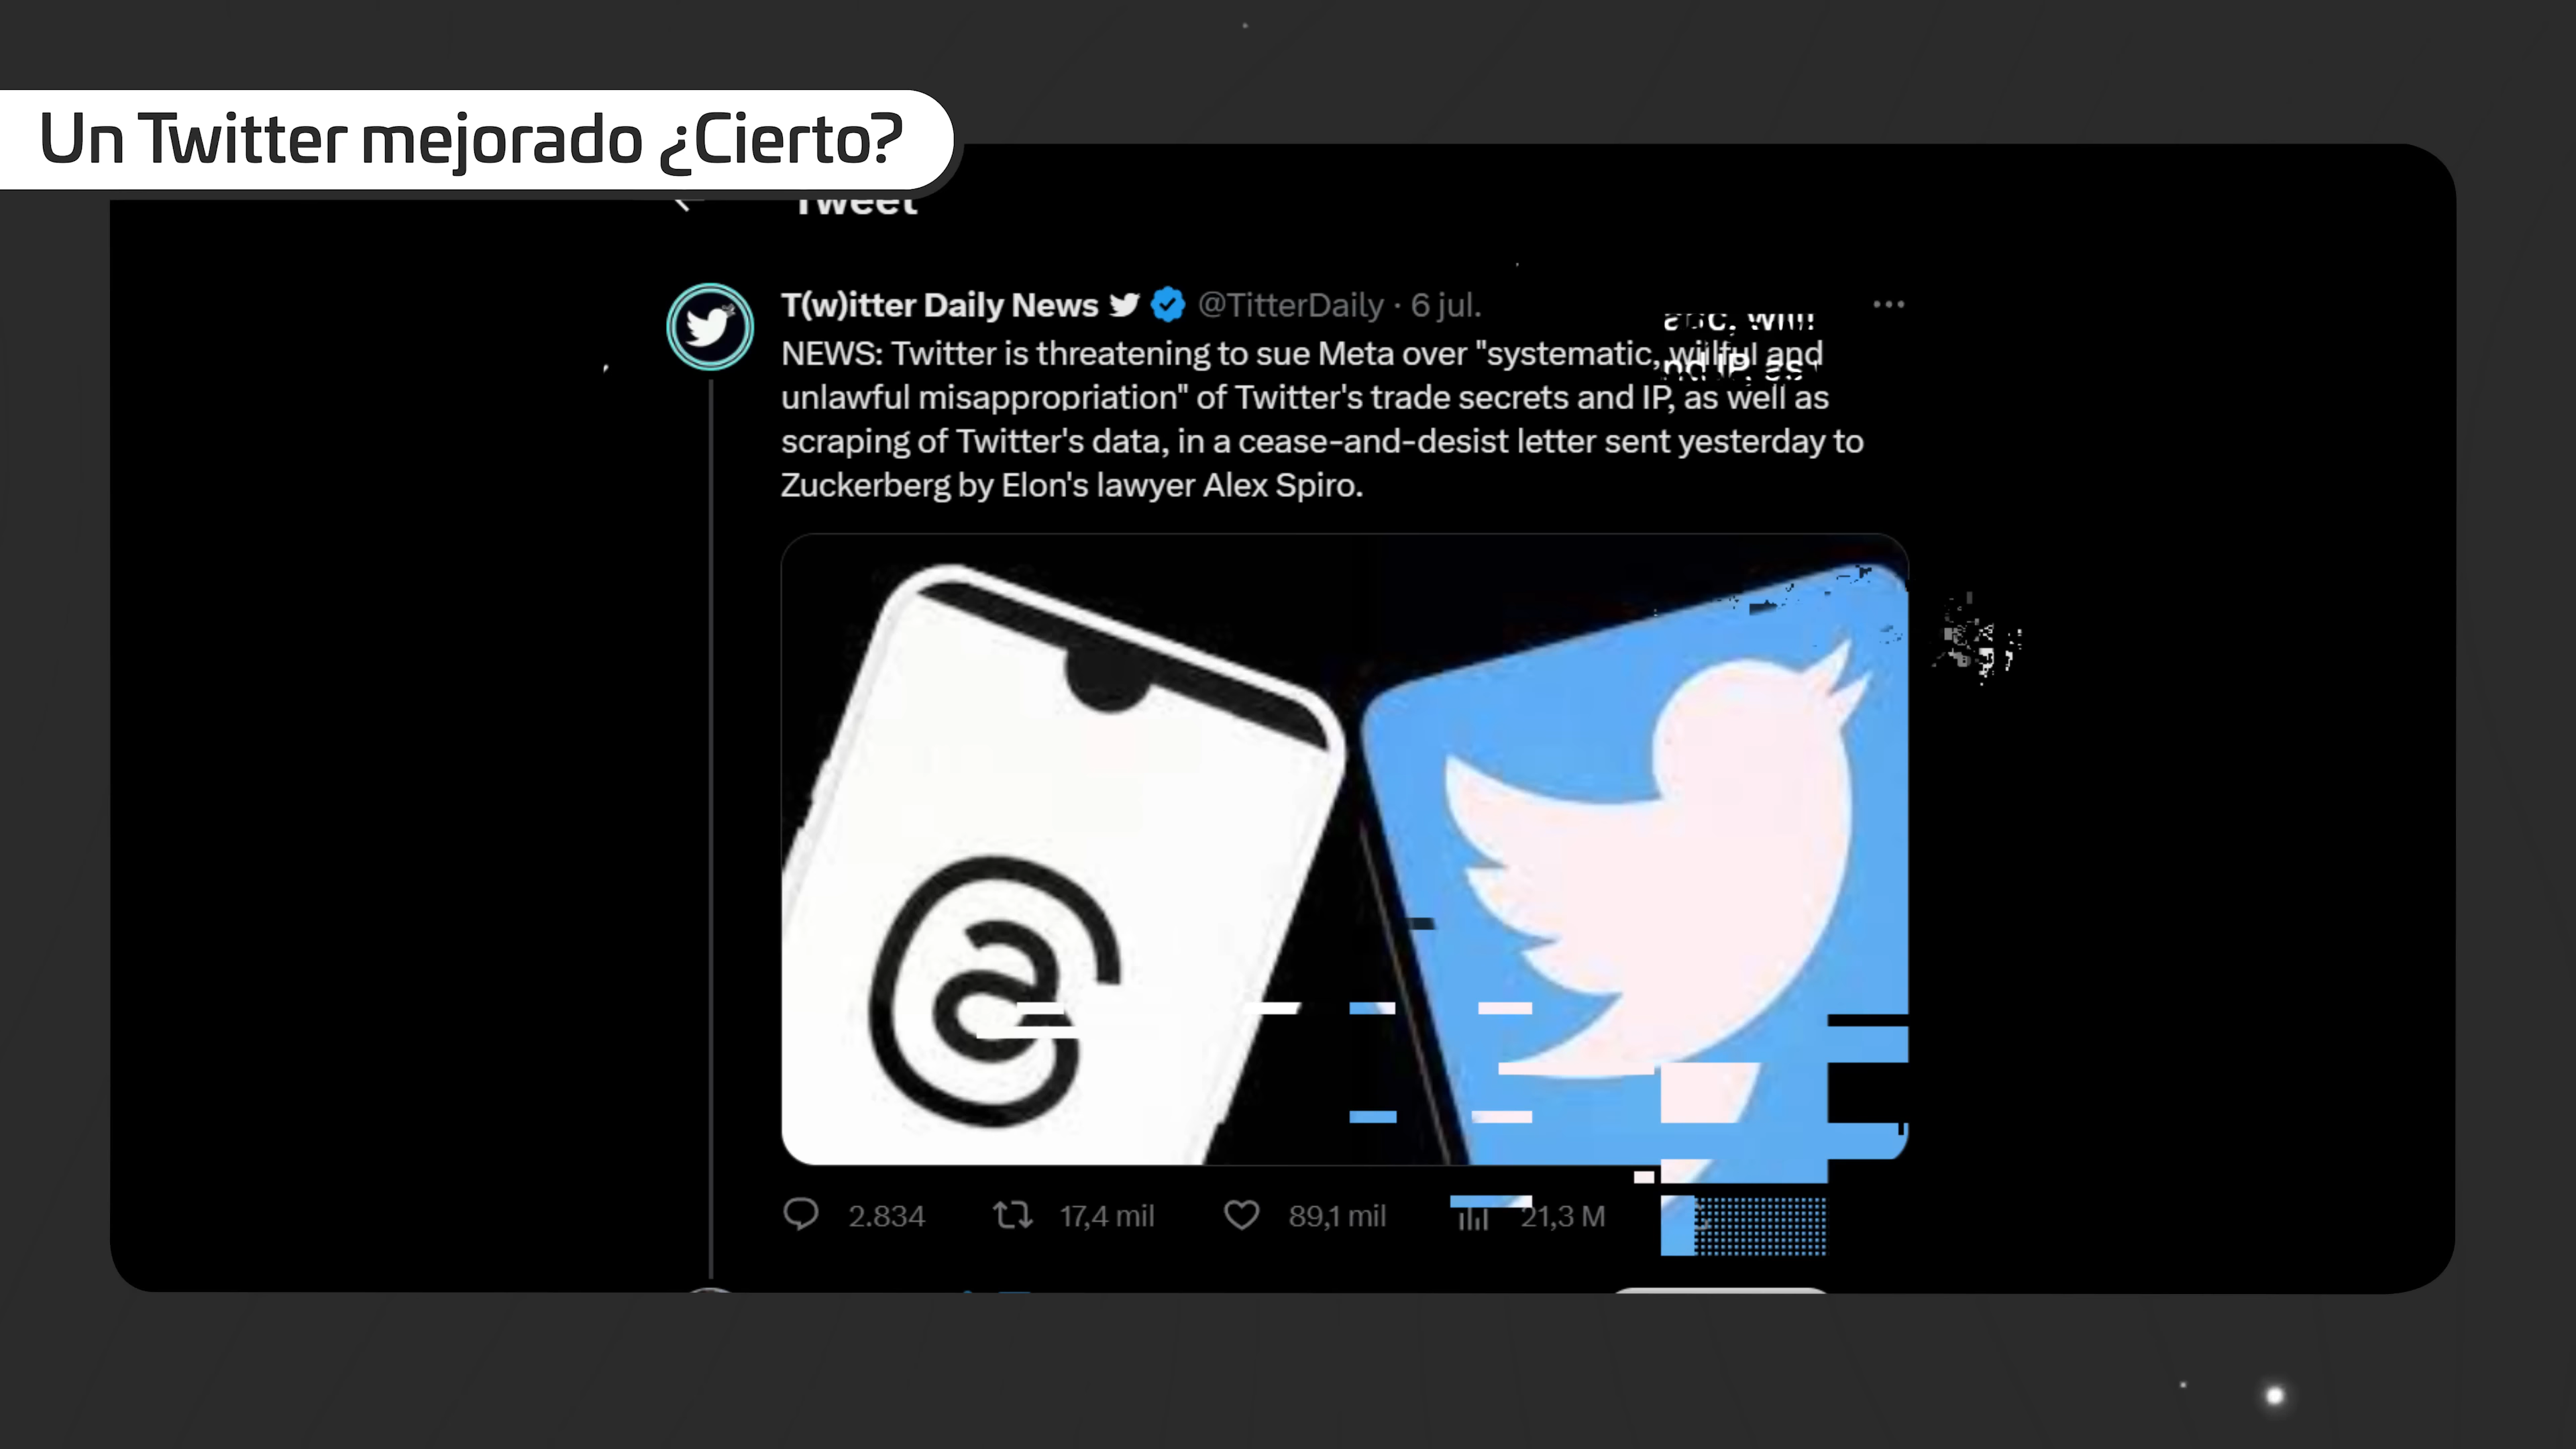 Un Twitter mejorado ¿Cierto?
Tweet
T(w)itter Daily News @TitterDaily · 6 jul.
NEWS: Twitter is threatening to sue Meta over "systematic, willful and
unlawful misappropriation" of Twitter's trade secrets and IP, as well as
scraping of Twitter's data, in a cease-and-desist letter sent yesterday to
Zuckerberg by Elon's lawyer Alex Spiro.
2.834 17,4 mil 89,1 mil 21,3 M